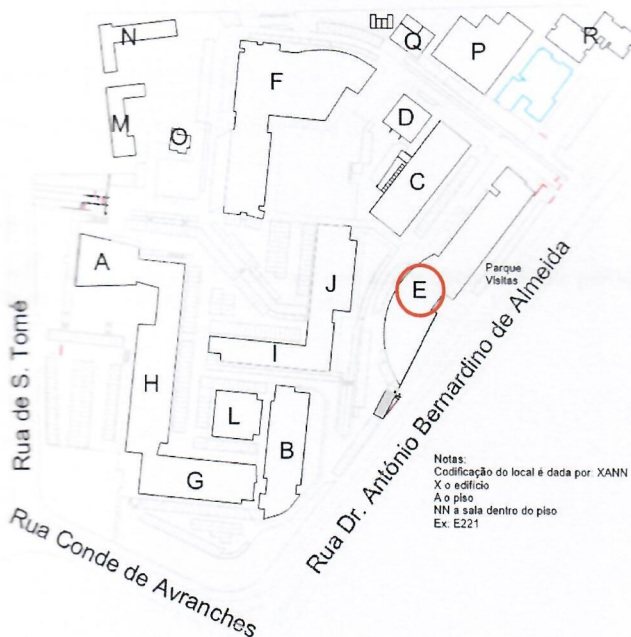 N
Q
P
R
F
M
O
D
C
A
J
E
Parque
Visitas
I
H
L
B
G
Rua de S. Tomé
Rua Conde de Avranches
Rua Dr. António Bernardino de Almeida
Notas:
Codificação do local é dada por: XANN
X o edifício
A o piso
NN a sala dentro do piso
Ex: E221